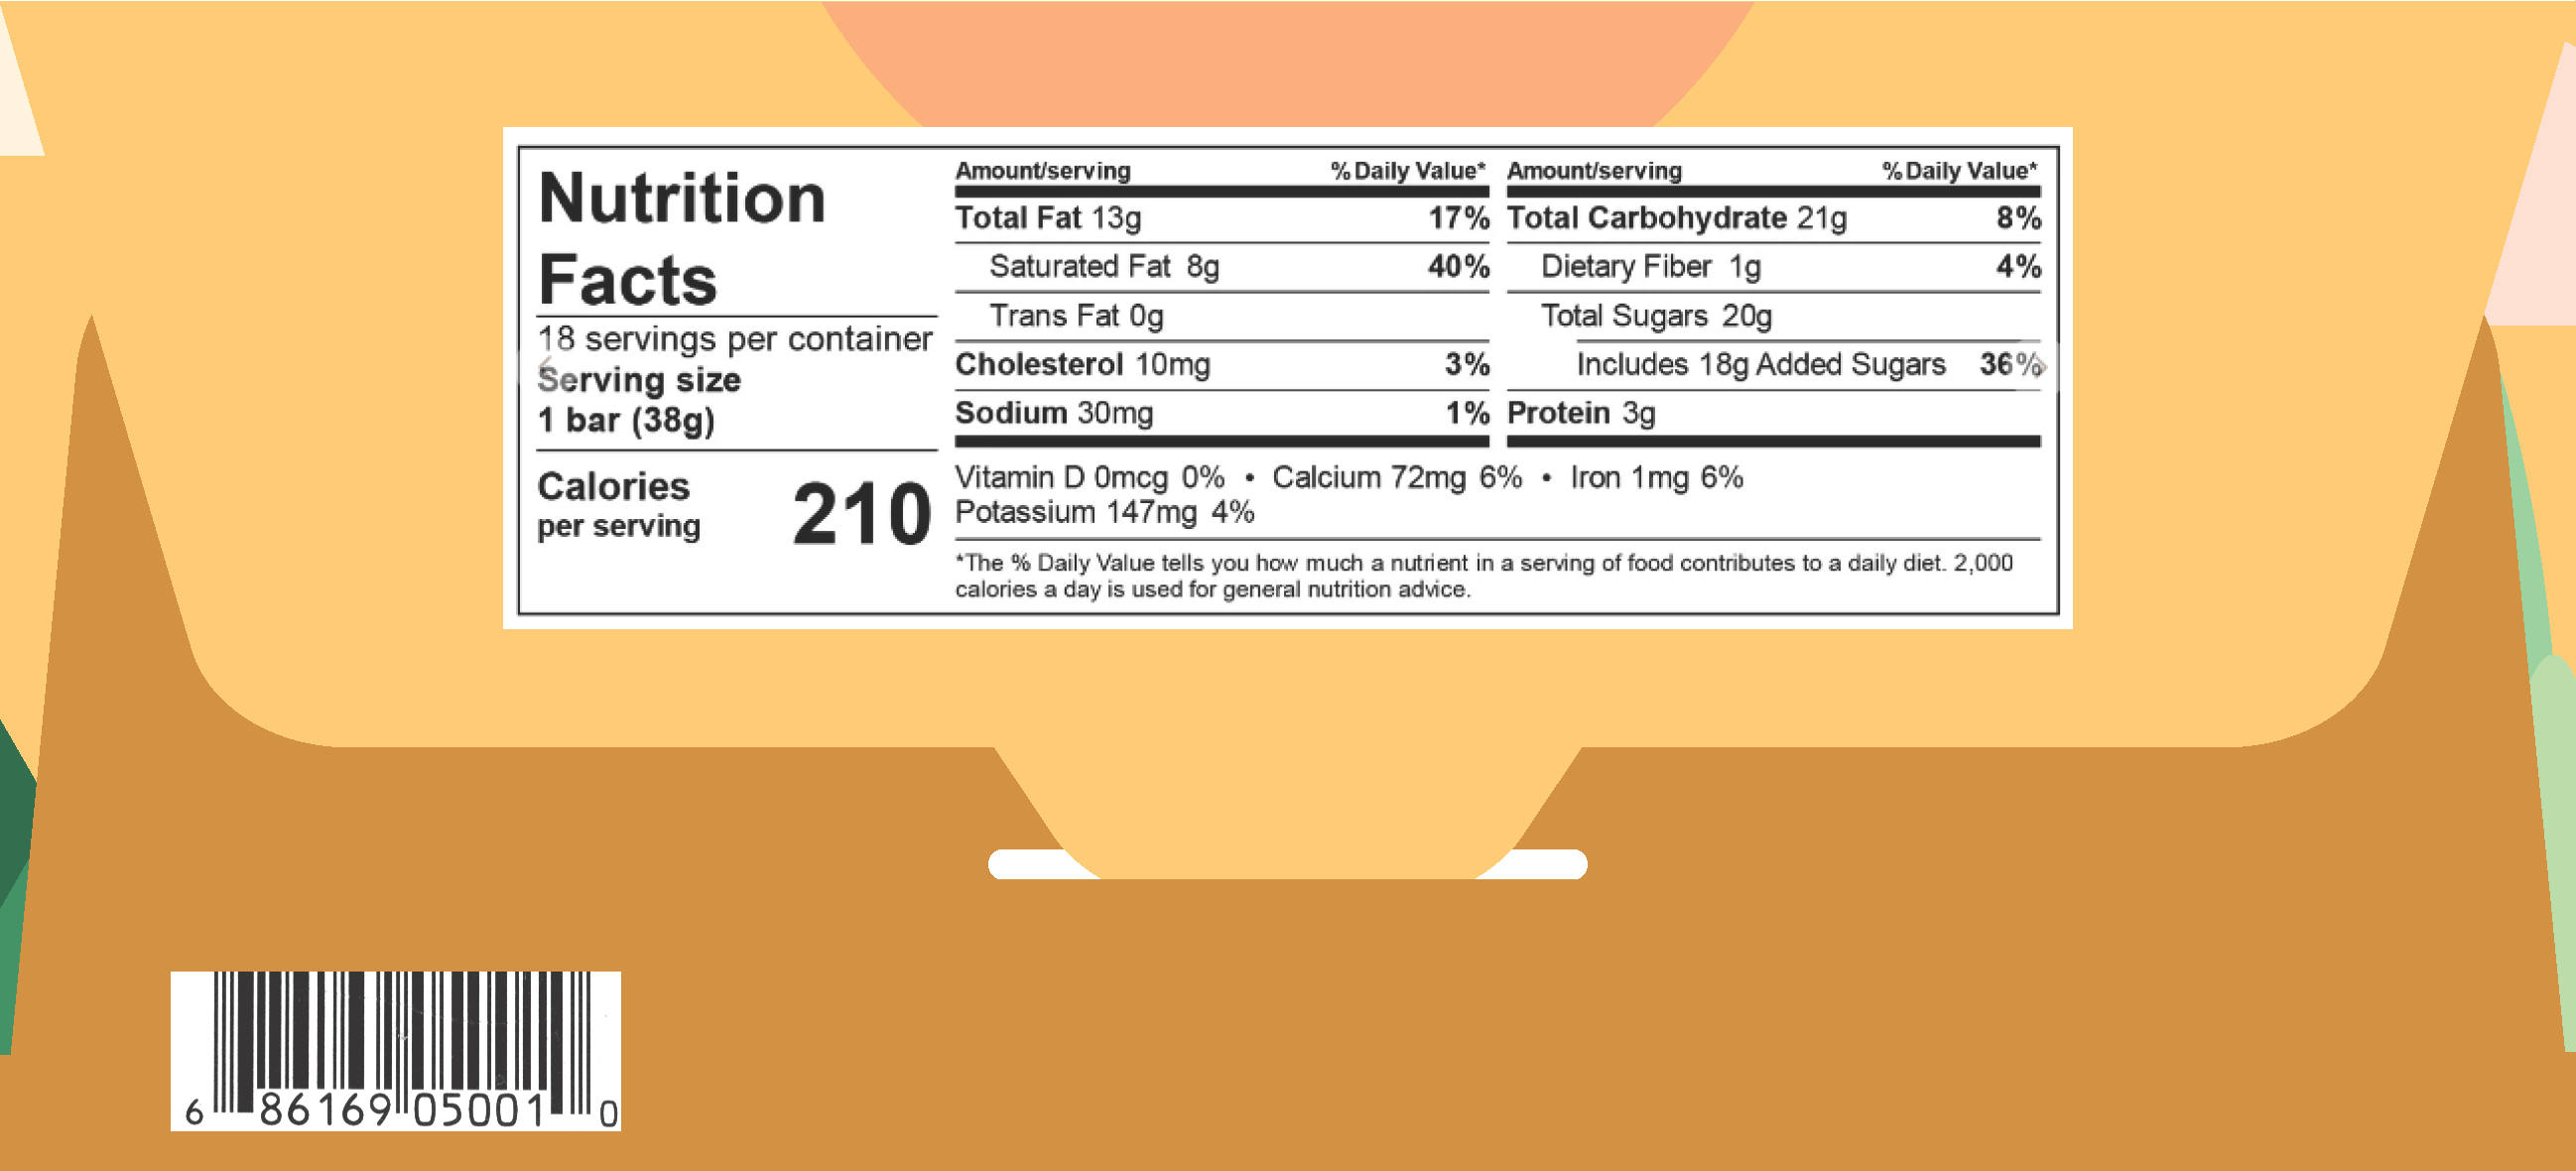 Nutrition
Facts
18 servings per container
Serving size
1 bar (38g)
Calories
per serving
210
Amount/serving % Daily Value*
Total Fat 13g 17%
Saturated Fat 8g 40%
Trans Fat 0g
Cholesterol 10mg 3%
Sodium 30mg 1%
Amount/serving % Daily Value*
Total Carbohydrate 21g 8%
Dietary Fiber 1g 4%
Total Sugars 20g
Includes 18g Added Sugars 36%
Protein 3g
Vitamin D 0mcg 0% • Calcium 72mg 6% • Iron 1mg 6%
Potassium 147mg 4%
*The % Daily Value tells you how much a nutrient in a serving of food contributes to a daily diet. 2,000
calories a day is used for general nutrition advice.
6 86169 05001 0